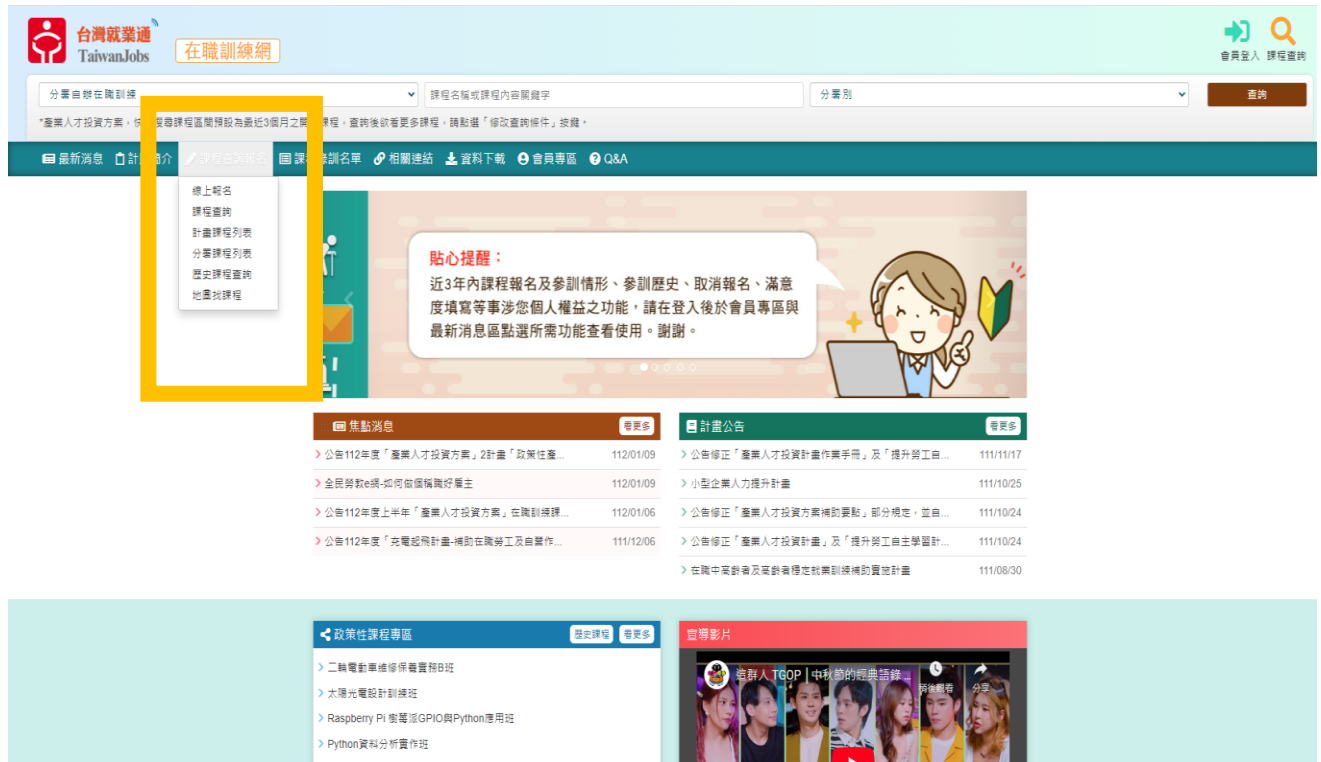 台灣就業通
TaiwanJobs
在職訓練網
會員登入 課程查詢
分署自辦在職訓練
課程名稱或課程內容關鍵字
分署別
查詢
*產業人才投資方案，快 搜尋課程區間預設為最近3個月之開 課程，查詢後欲看更多課程，請點選「修改查詢條件」按鍵。
最新消息 計 簡介 課程查詢報名 課 錄訓名單 相關連結 資料下載 會員專區 Q&A
線上報名
課程查詢
計畫課程列表
分署課程列表
歷史課程查詢
地圖找課程
貼心提醒：
近3年內課程報名及參訓情形、參訓歷史、取消報名、滿意
度填寫等事涉您個人權益之功能，請在登入後於會員專區與
最新消息區點選所需功能查看使用。謝謝。
焦點消息 看更多
公告112年度「產業人才投資方案」2計畫「政策性產... 112/01/09
全民勞教e網-如何做個稱職好雇主 112/01/09
公告112年度上半年「產業人才投資方案」在職訓練課... 112/01/06
公告112年度「充電起飛計畫-補助在職勞工及自營作... 111/12/06
計畫公告 看更多
公告修正「產業人才投資計畫作業手冊」及「提升勞工自... 111/11/17
小型企業人力提升計畫 111/10/25
公告修正「產業人才投資方案補助要點」部分規定，並自... 111/10/24
公告修正「產業人才投資計畫」及「提升勞工自主學習計... 111/10/24
在職中高齡者及高齡者穩定就業訓練補助實施計畫 111/08/30
政策性課程專區 歷史課程 看更多
二輪電動車維修保養實務B班
太陽光電設計訓練班
Raspberry Pi 樹莓派GPIO與Python應用班
Python資料分析實作班
宣導影片
這群人 TGOP | 中秋節的經典語錄 ...
稍後觀看 分享